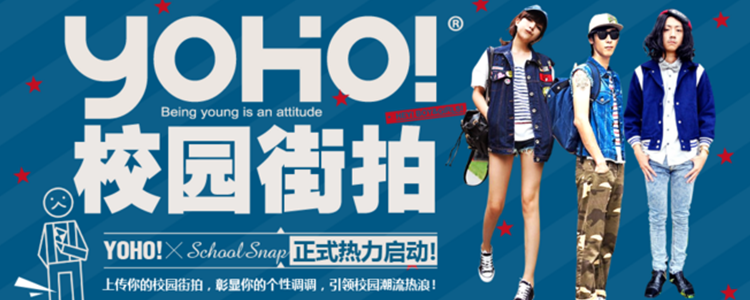 YOHO!®
Being young is an attitude
校园街拍
YOHO! × School Snap 正式热力启动!
上传你的校园街拍，彰显你的个性调调，引领校园潮流热浪！